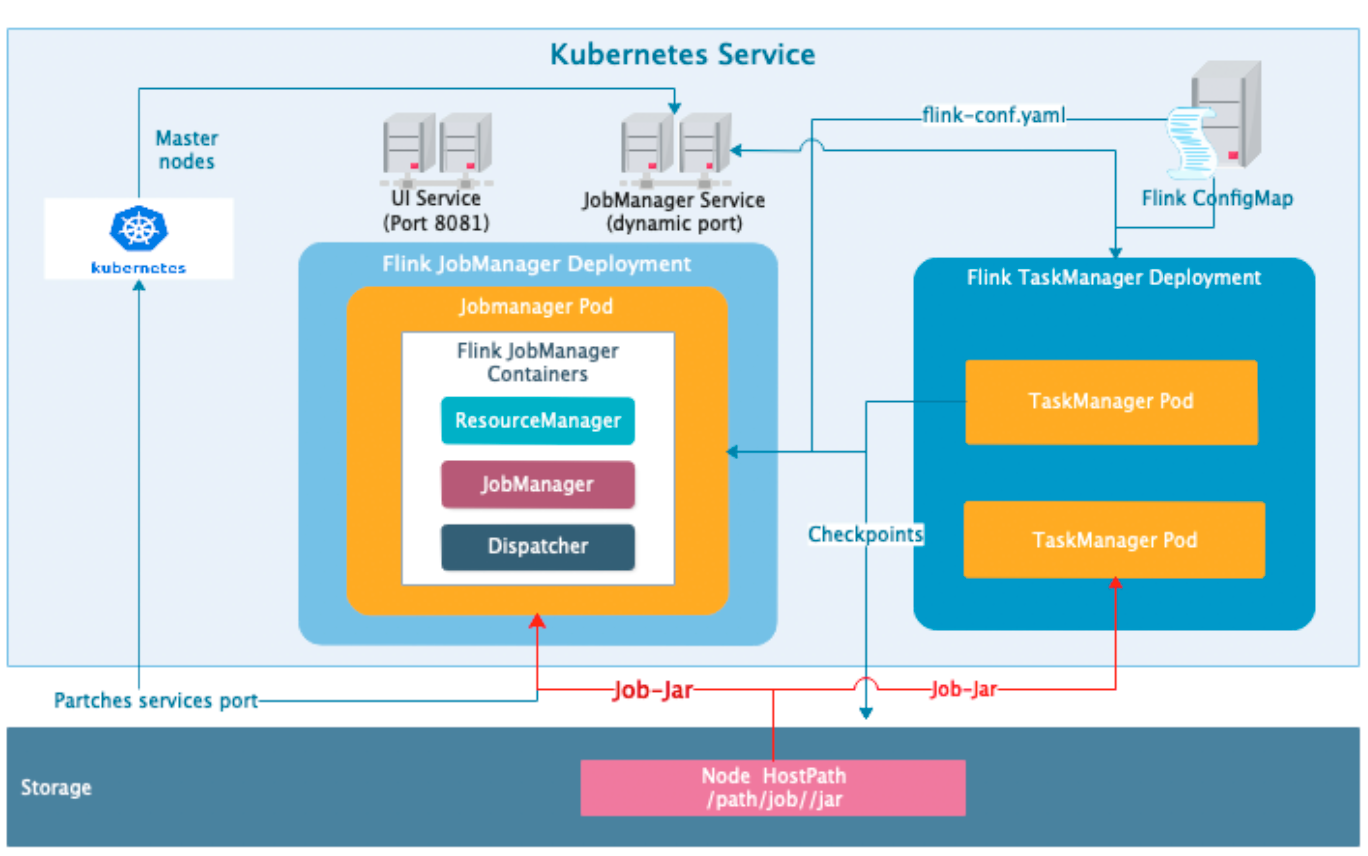 Kubernetes Service
Master
nodes
kubernetes
UI Service
(Port 8081)
JobManager Service
(dynamic port)
flink-conf.yaml
Flink ConfigMap
Flink JobManager Deployment
Jobmanager Pod
Flink JobManager
Containers
ResourceManager
JobManager
Dispatcher
Flink TaskManager Deployment
TaskManager Pod
TaskManager Pod
Checkpoints
Partches services port
Job-Jar
Job-Jar
Storage
Node HostPath
/path/job//jar